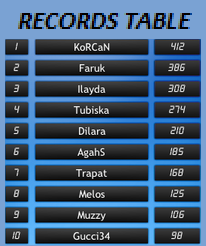 RECORDS TABLE
1 KoRCaN 412
2 Faruk 386
3 Ilayda 308
4 Tubiska 274
5 Dilara 210
6 AgahS 185
7 Trapat 168
8 Melos 125
9 Muzzy 106
10 Gucci34 98